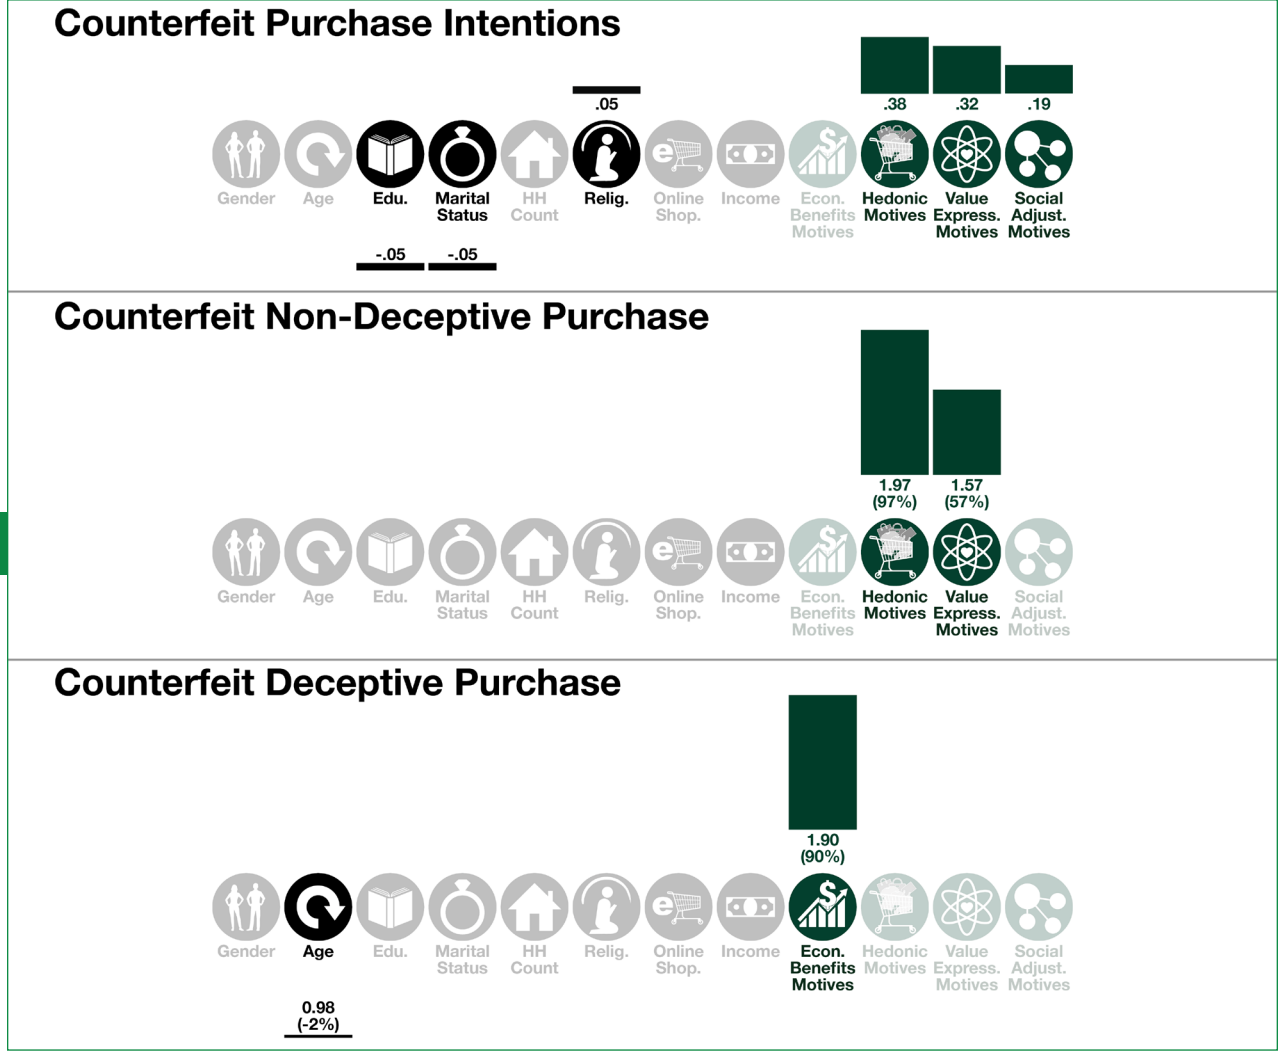 Counterfeit Purchase Intentions
.05
.38 .32 .19
e
$
Gender Age Edu. Marital HH Relig. Online Income Econ. Hedonic Value Social
Status Count Shop. Benefits Motives Express. Adjust.
Motives Motives Motives
-.05 -.05
Counterfeit Non-Deceptive Purchase
1.97 1.57
(97%) (57%)
e
$
Gender Age Edu. Marital HH Relig. Online Income Econ. Hedonic Value Social
Status Count Shop. Benefits Motives Express. Adjust.
Motives Motives Motives
Counterfeit Deceptive Purchase
1.90
(90%)
e
$
Gender Age Edu. Marital HH Relig. Online Income Econ. Hedonic Value Social
Status Count Shop. Benefits Motives Express. Adjust.
Motives Motives Motives
0.98
(-2%)